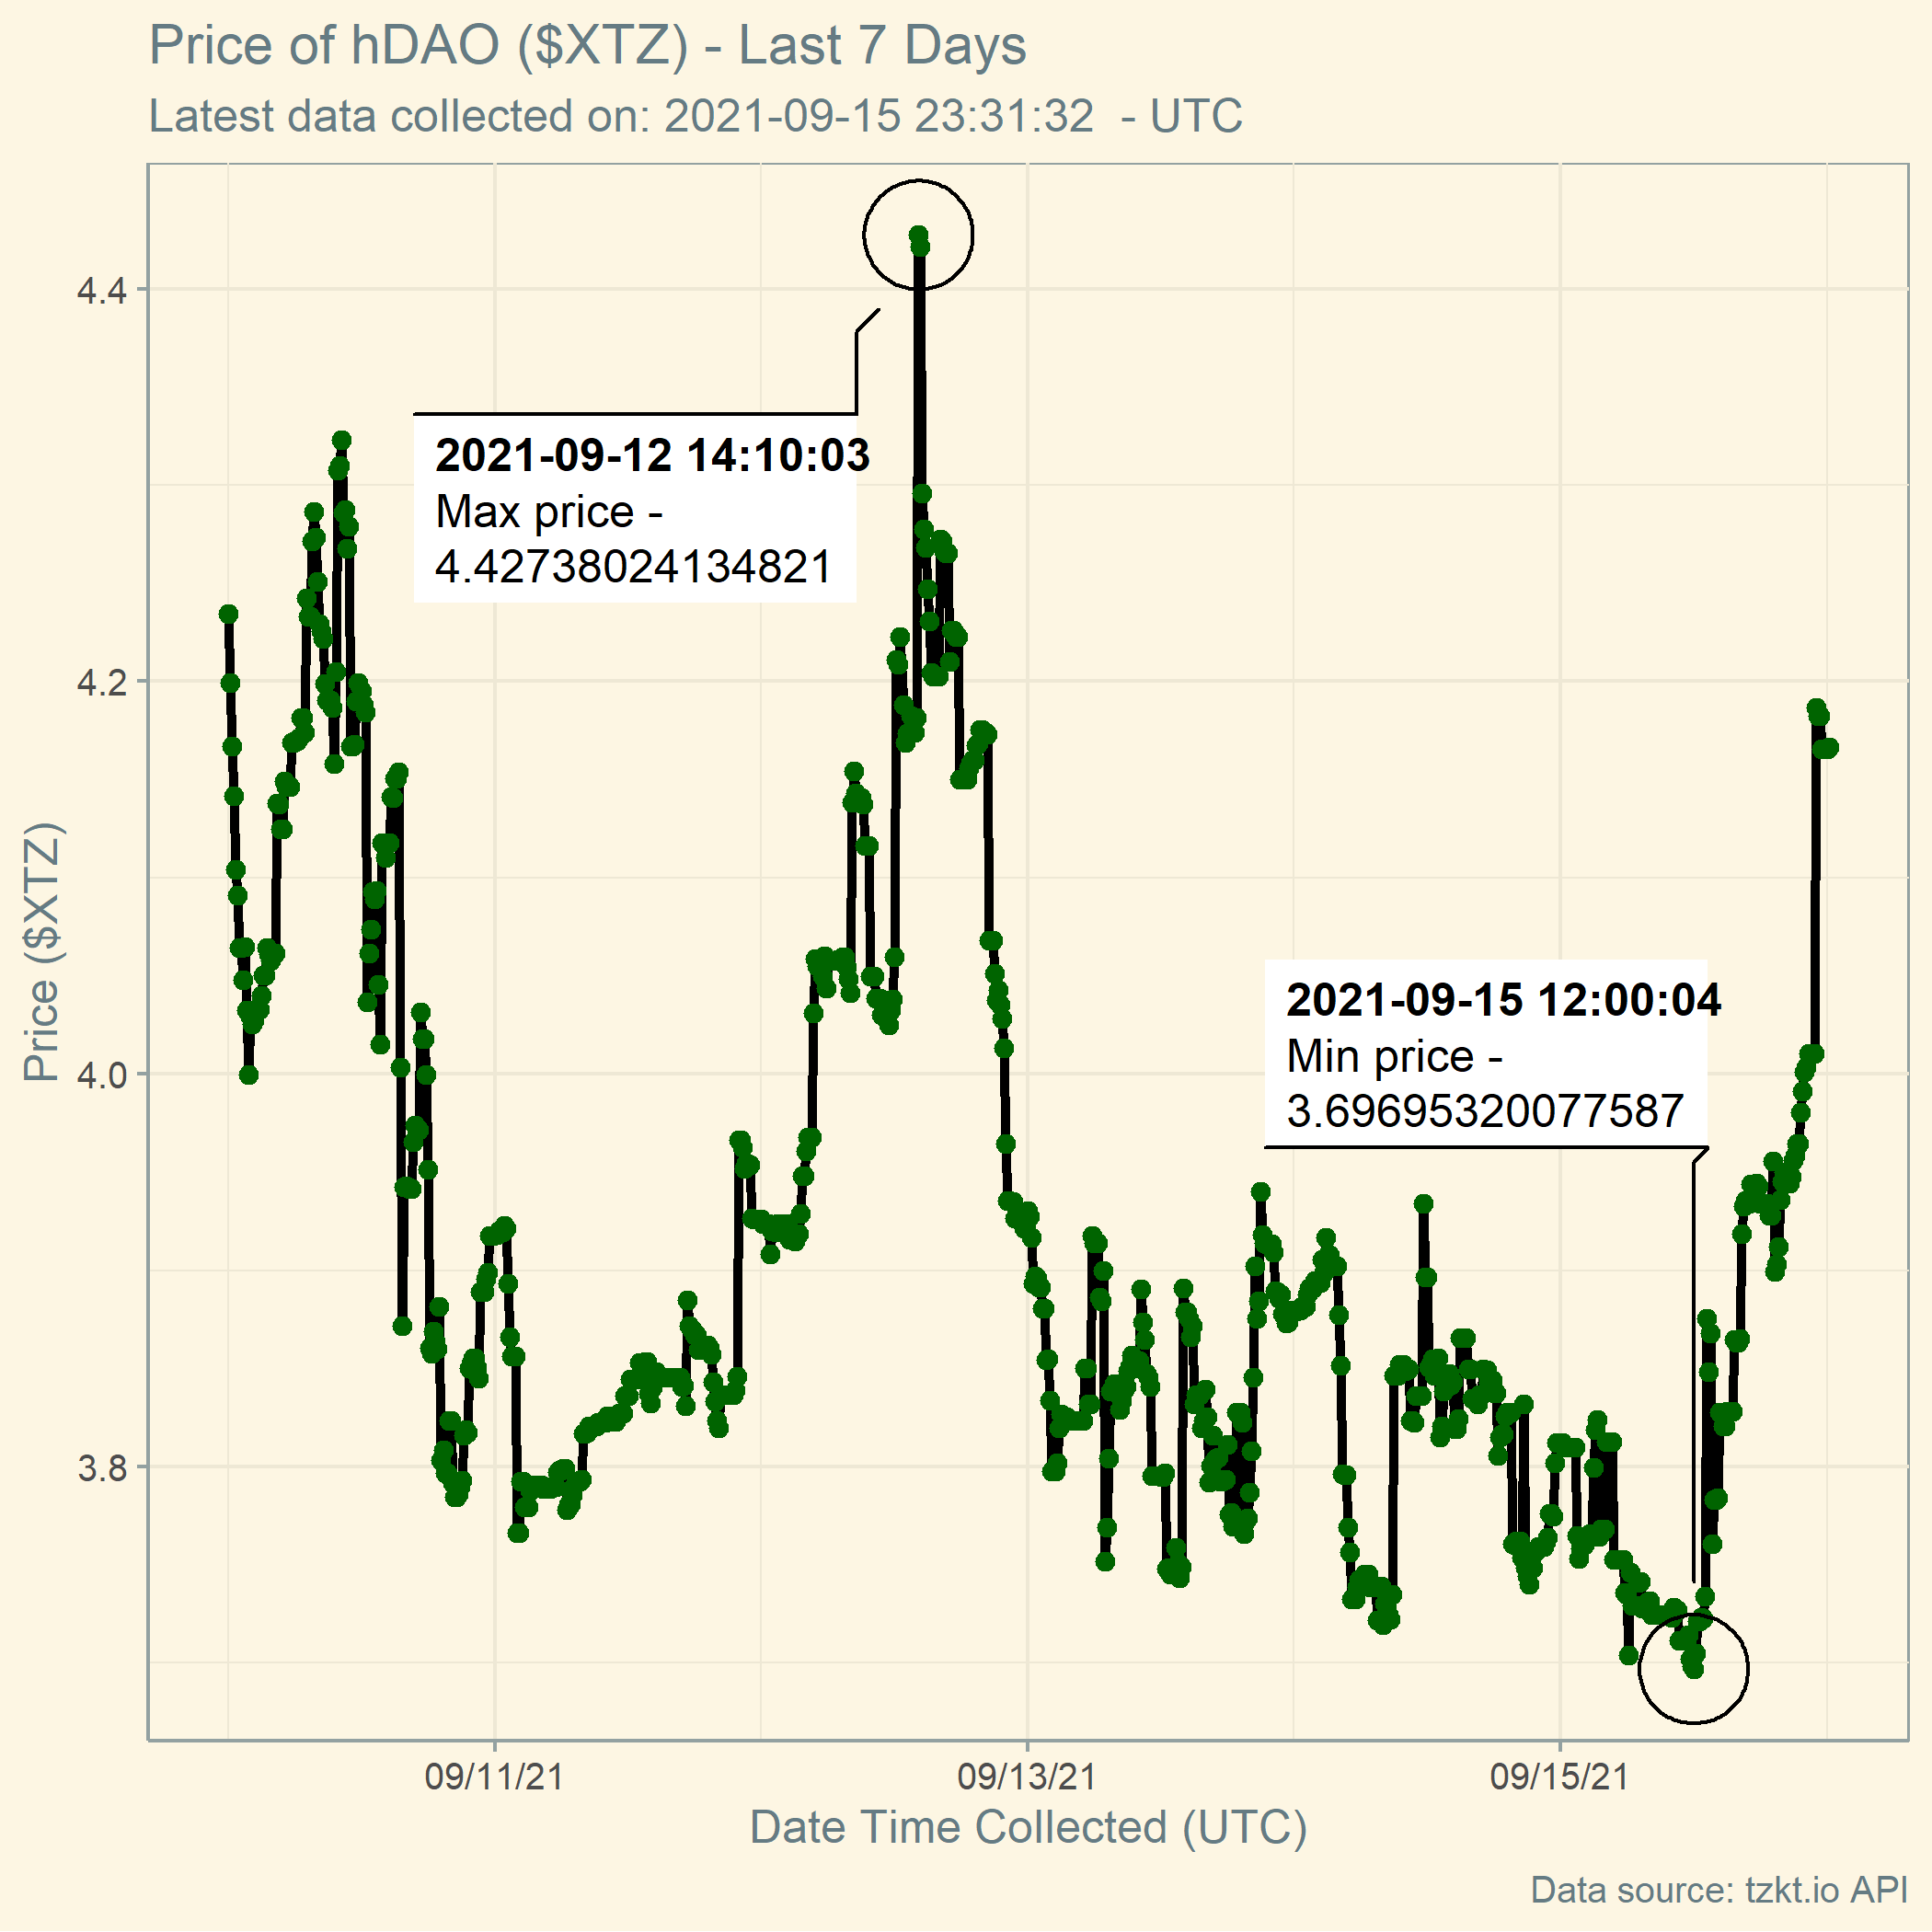 Price of hDAO ($XTZ) - Last 7 Days
Latest data collected on: 2021-09-15 23:31:32  - UTC
4.4
4.2
4.0
3.8
Price ($XTZ)
2021-09-12 14:10:03
Max price -
4.42738024134821
2021-09-15 12:00:04
Min price -
3.69695320077587
09/11/21
09/13/21
09/15/21
Date Time Collected (UTC)
Data source: tzkt.io API